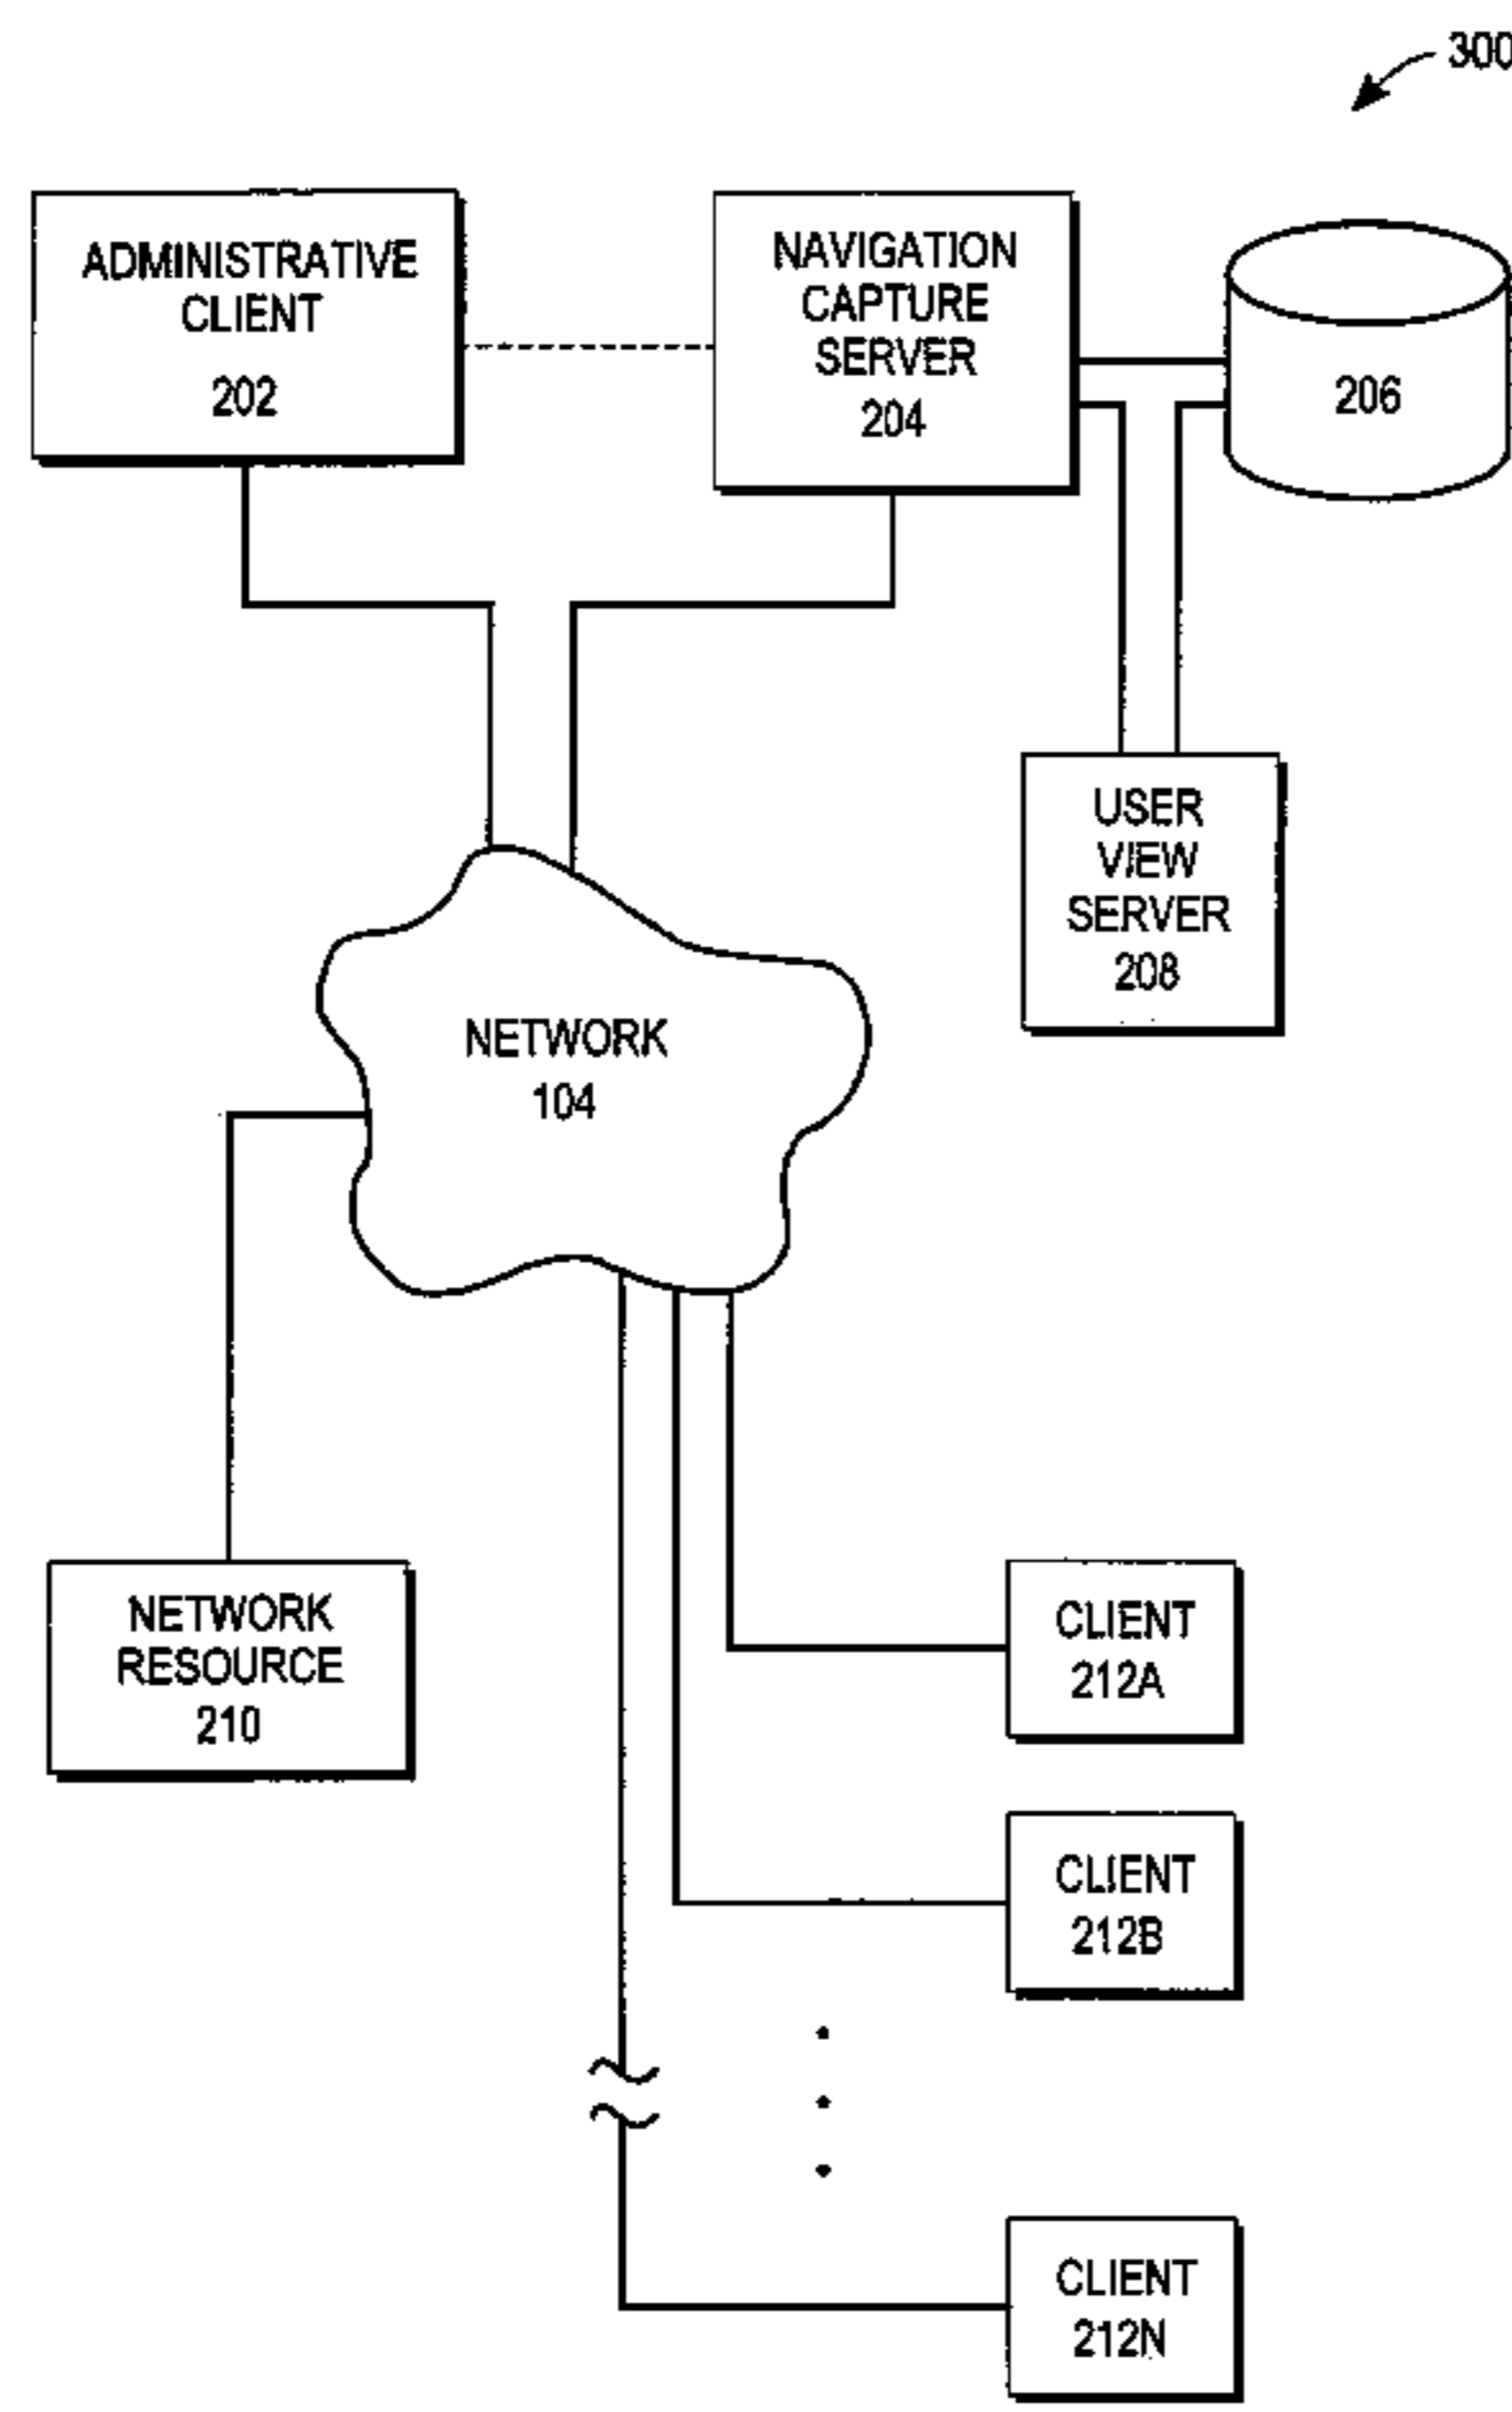 300
ADMINISTRATIVE
CLIENT
202
NAVIGATION
CAPTURE
SERVER
204
206
USER
VIEW
SERVER
208
NETWORK
104
NETWORK
RESOURCE
210
CLIENT
212A
CLIENT
212B
CLIENT
212N